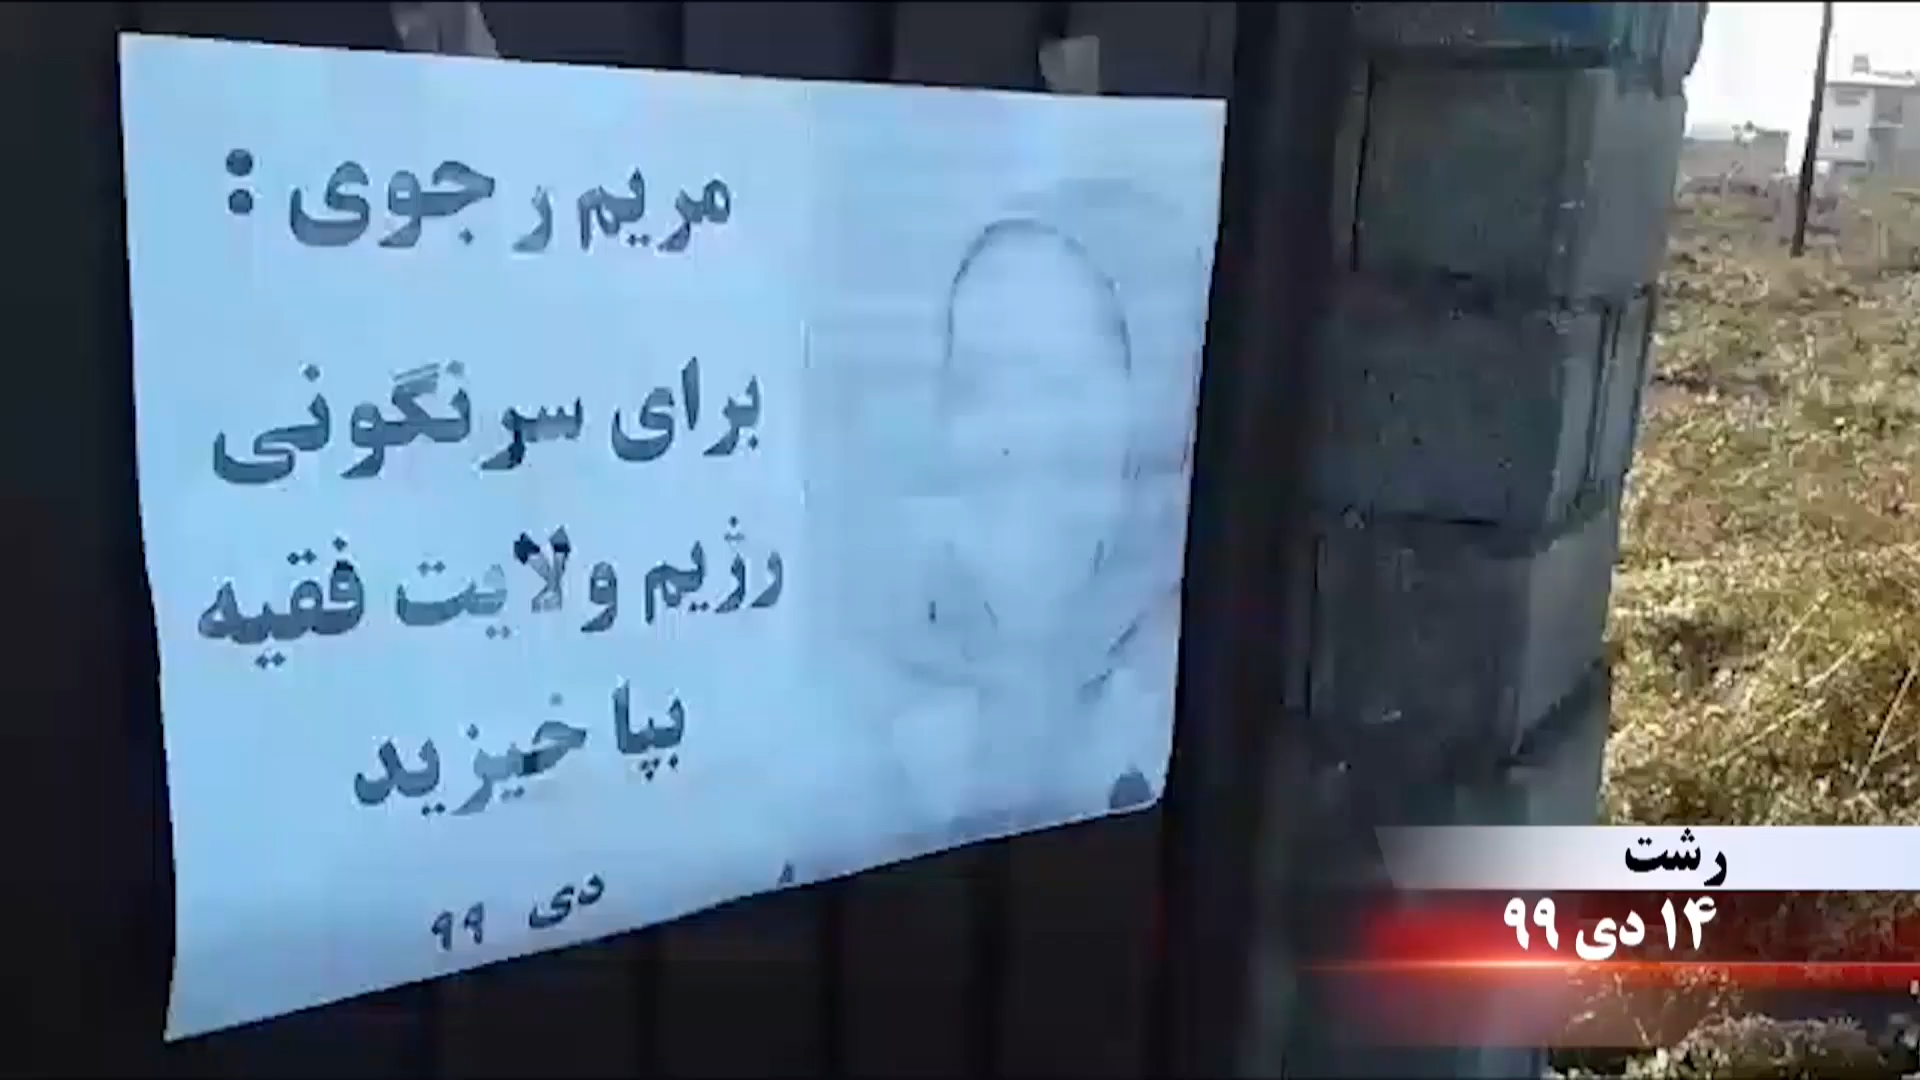 مریم رجوی :
برای سرنگونی
رژیم ولایت فقیه
بپا خیزید
دی ۹۹
رشت
۱۴ دی ۹۹